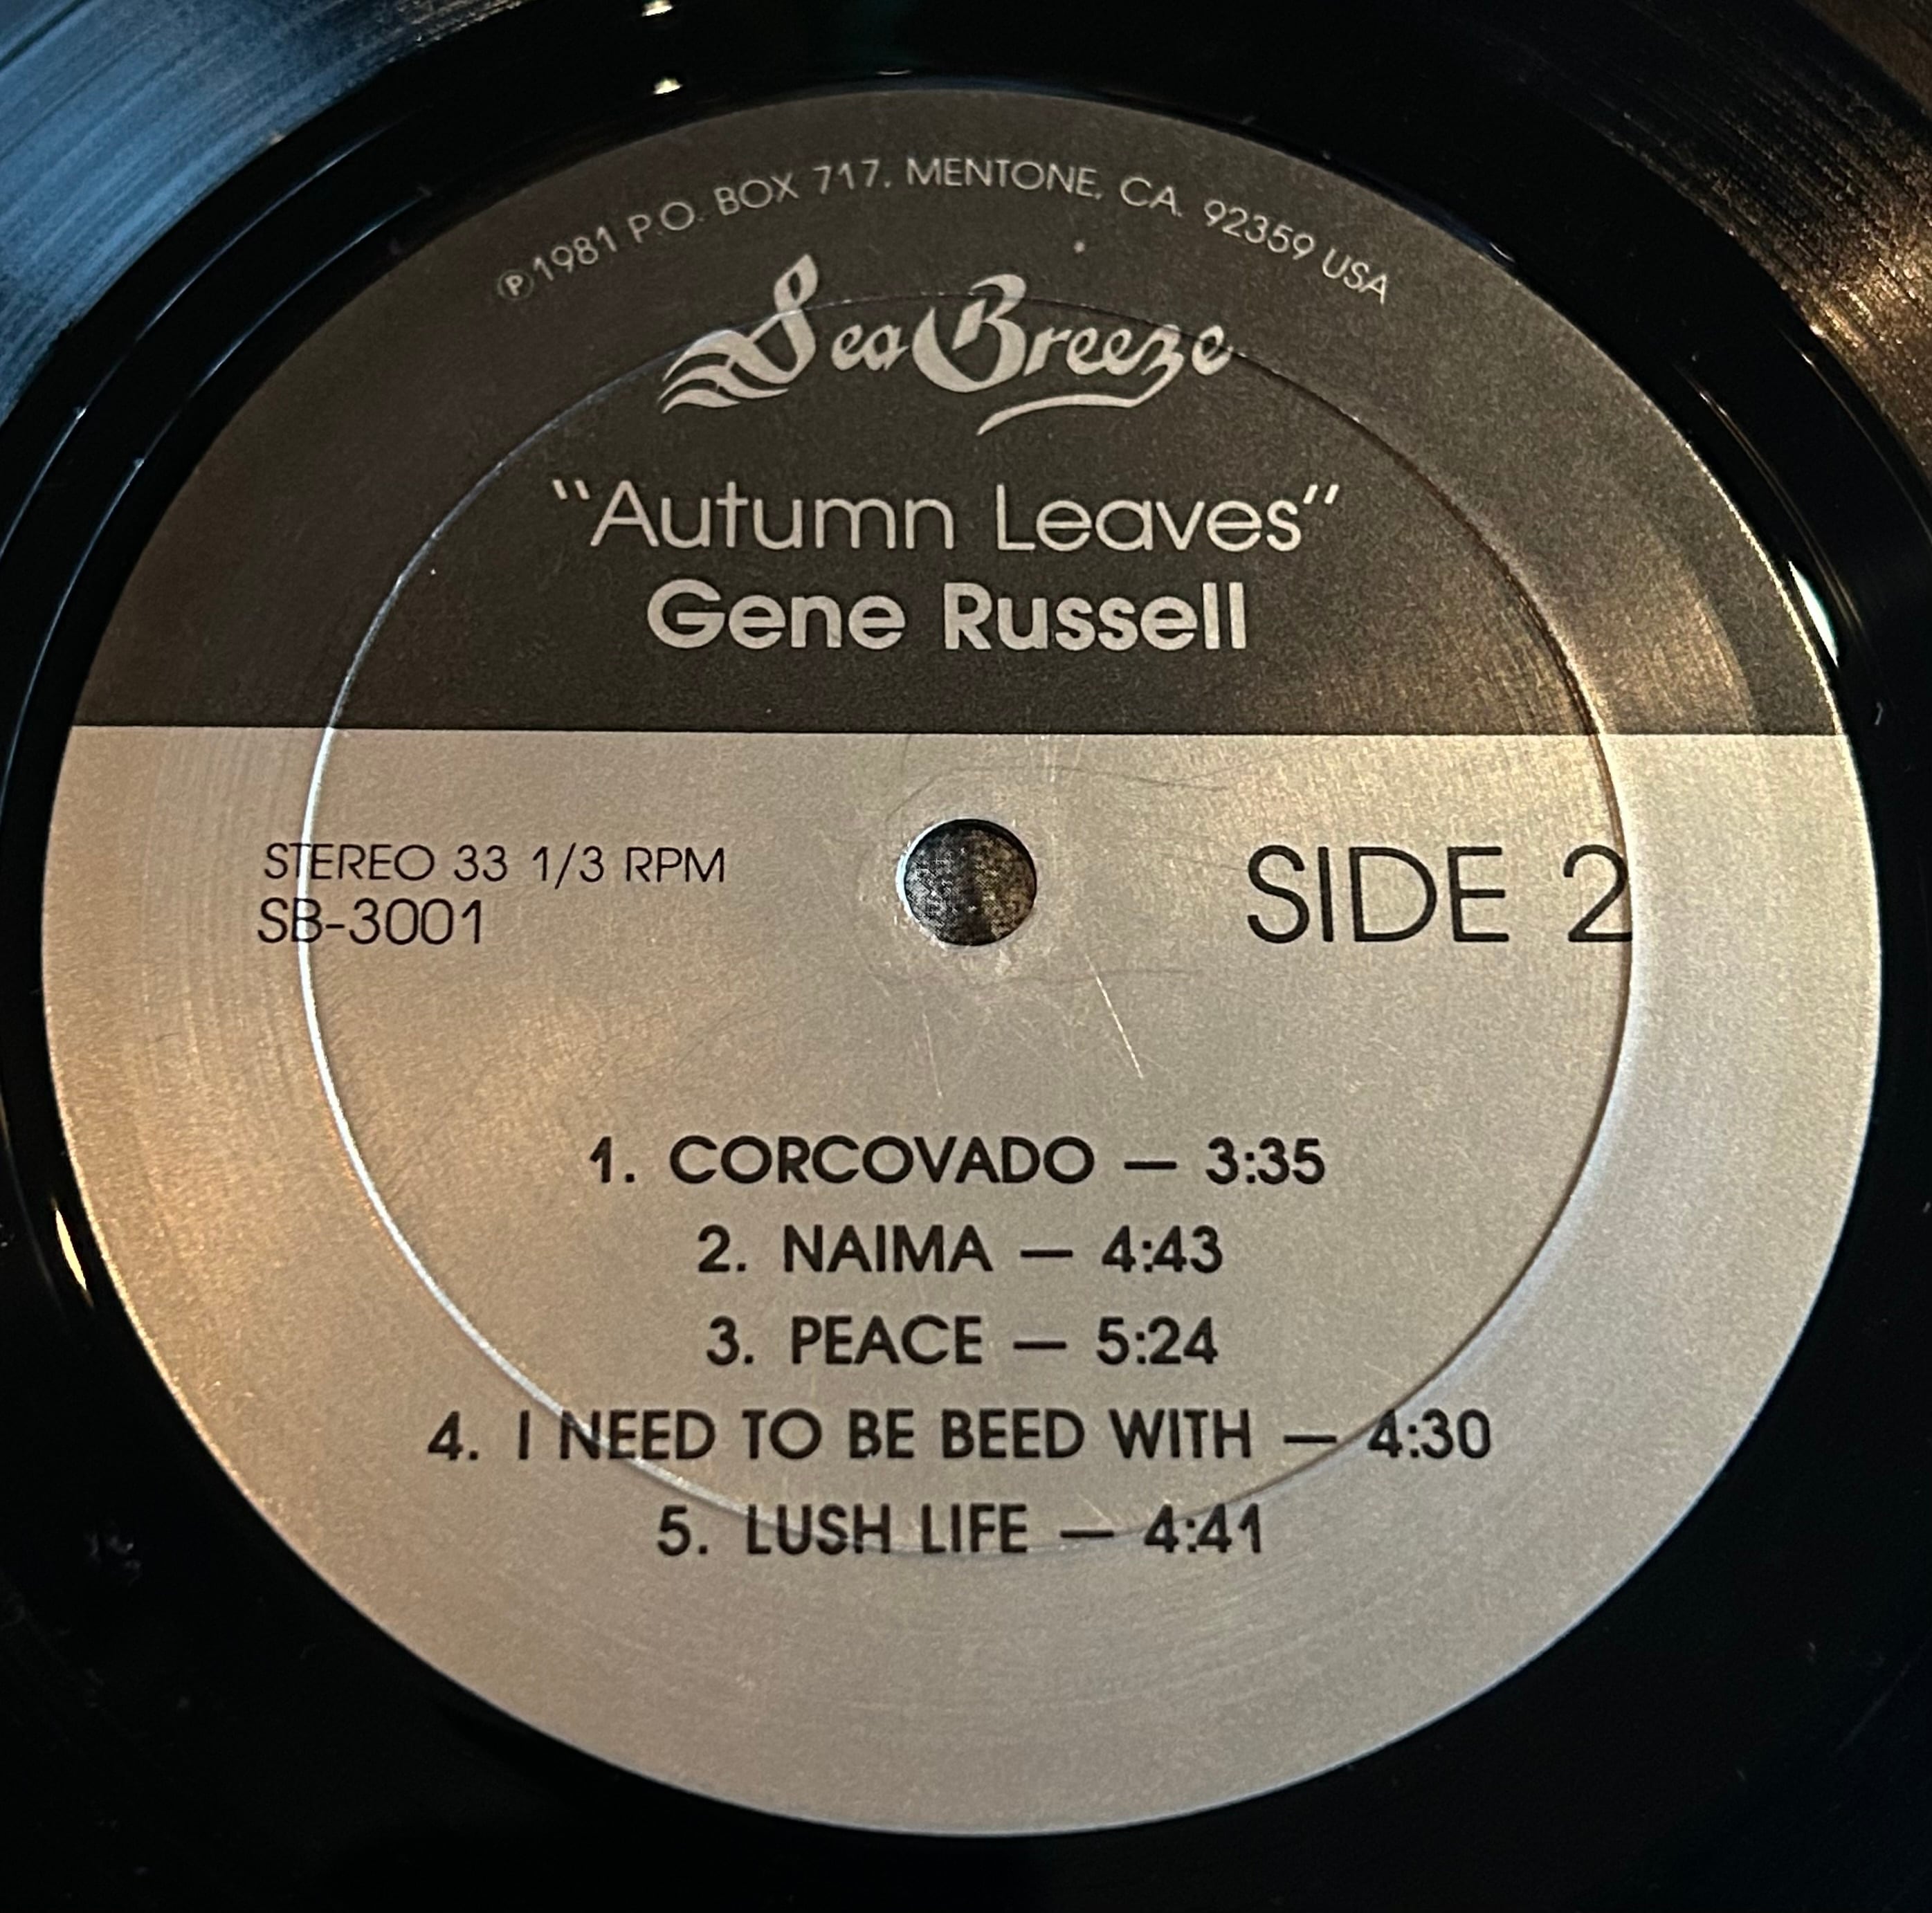 ℗1981 P.O. BOX 717, MENTONE, CA. 92359 USA
Sea Breeze
"Autumn Leaves"
Gene Russell
STEREO 33 1/3 RPM
SB-3001
SIDE 2
1. CORCOVADO — 3:35
2. NAIMA — 4:43
3. PEACE — 5:24
4. I NEED TO BE BEED WITH — 4:30
5. LUSH LIFE — 4:41